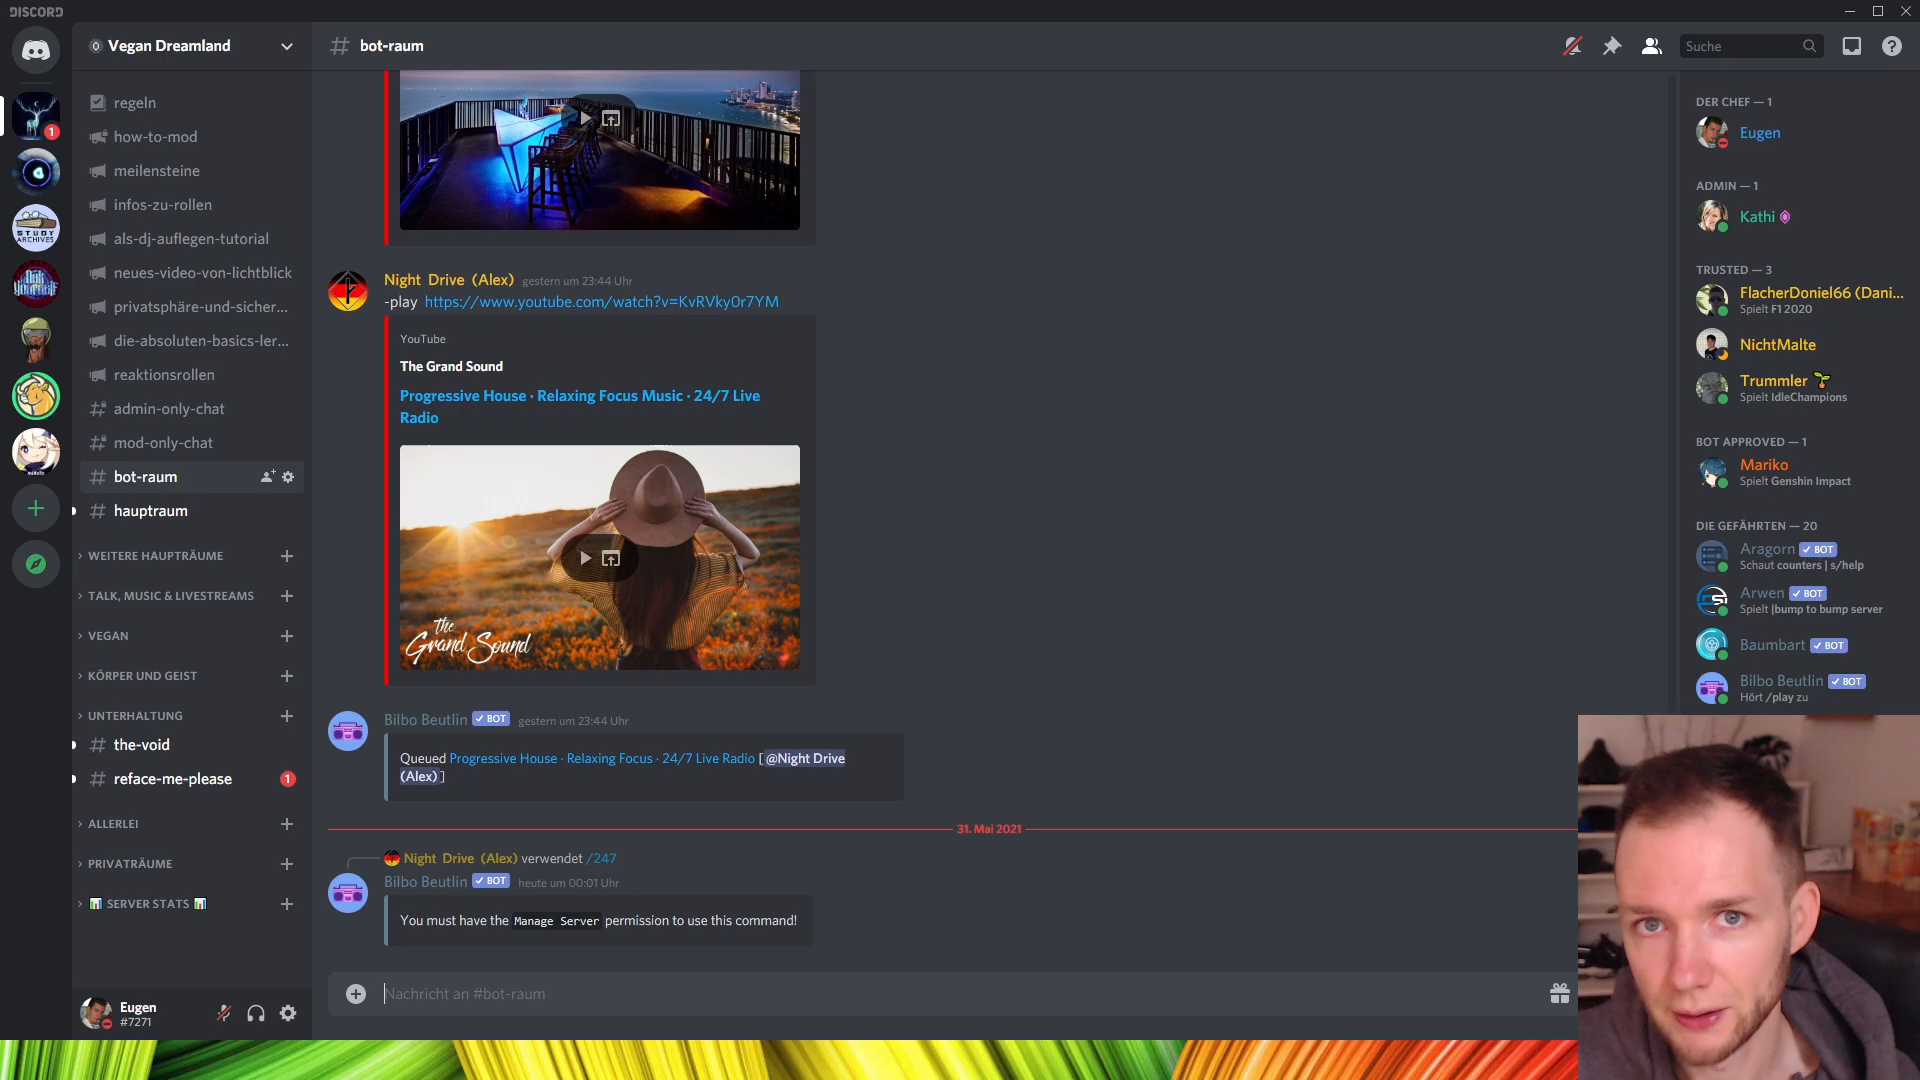 DISCORD
Vegan Dreamland
bot-raum
Suche
regeln
how-to-mod
meilensteine
infos-zu-rollen
als-dj-auflegen-tutorial
neues-video-von-lichtblick
privatsphäre-und-sicher...
die-absoluten-basics-ler...
reaktionsrollen
admin-only-chat
mod-only-chat
bot-raum
hauptraum
WEITERE HAUPTRÄUME
TALK, MUSIC & LIVESTREAMS
VEGAN
KÖRPER UND GEIST
UNTERHALTUNG
the-void
reface-me-please 1
ALLERLEI
PRIVATRÄUME
SERVER STATS
Eugen
#7271
1
STUDY
ARCHIVES
Night Drive (Alex) gestern um 23:44 Uhr
-play https://www.youtube.com/watch?v=KvRVky0r7YM
YouTube
The Grand Sound
Progressive House · Relaxing Focus Music · 24/7 Live
Radio
the
Grand Sound
Bilbo Beutlin ✓ BOT gestern um 23:44 Uhr
Queued Progressive House · Relaxing Focus · 24/7 Live Radio [@Night Drive
(Alex)]
31. Mai 2021
Night Drive (Alex) verwendet /247
Bilbo Beutlin ✓ BOT heute um 00:01 Uhr
You must have the Manage Server permission to use this command!
Nachricht an #bot-raum
DER CHEF — 1
Eugen
ADMIN — 1
Kathi
TRUSTED — 3
FlacherDoniel66 (Dani...
Spielt F1 2020
NichtMalte
Trummler
Spielt IdleChampions
BOT APPROVED — 1
Mariko
Spielt Genshin Impact
DIE GEFÄHRTEN — 20
Aragorn ✓ BOT
Schaut counters | s/help
Arwen ✓ BOT
Spielt |bump to bump server
Baumbart ✓ BOT
Bilbo Beutlin ✓ BOT
Hört /play zu